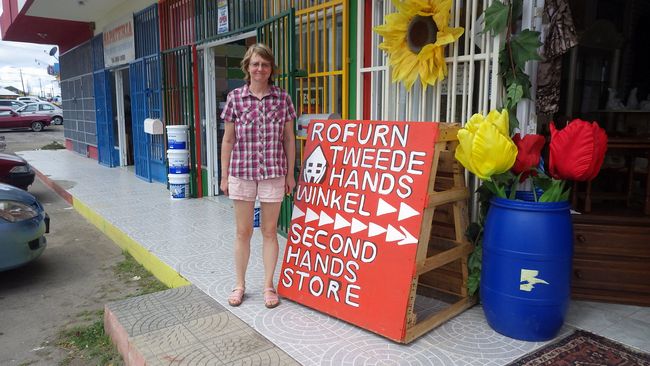 ROFURN
TWEEDE
HANDS
WINKEL
SECOND
HANDS
STORE